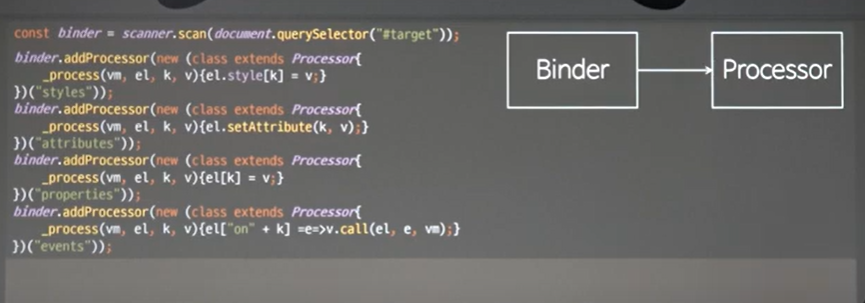 const binder = scanner.scan(document.querySelector("#target"));
binder.addProcessor(new (class extends Processor{
    _process(vm, el, k, v){el.style[k] = v;}
})("styles"));
binder.addProcessor(new (class extends Processor{
    _process(vm, el, k, v){el.setAttribute(k, v);}
})("attributes"));
binder.addProcessor(new (class extends Processor{
    _process(vm, el, k, v){el[k] = v;}
})("properties"));
binder.addProcessor(new (class extends Processor{
    _process(vm, el, k, v){el["on" + k] =e=>v.call(el, e, vm);}
})("events"));
Binder
Processor